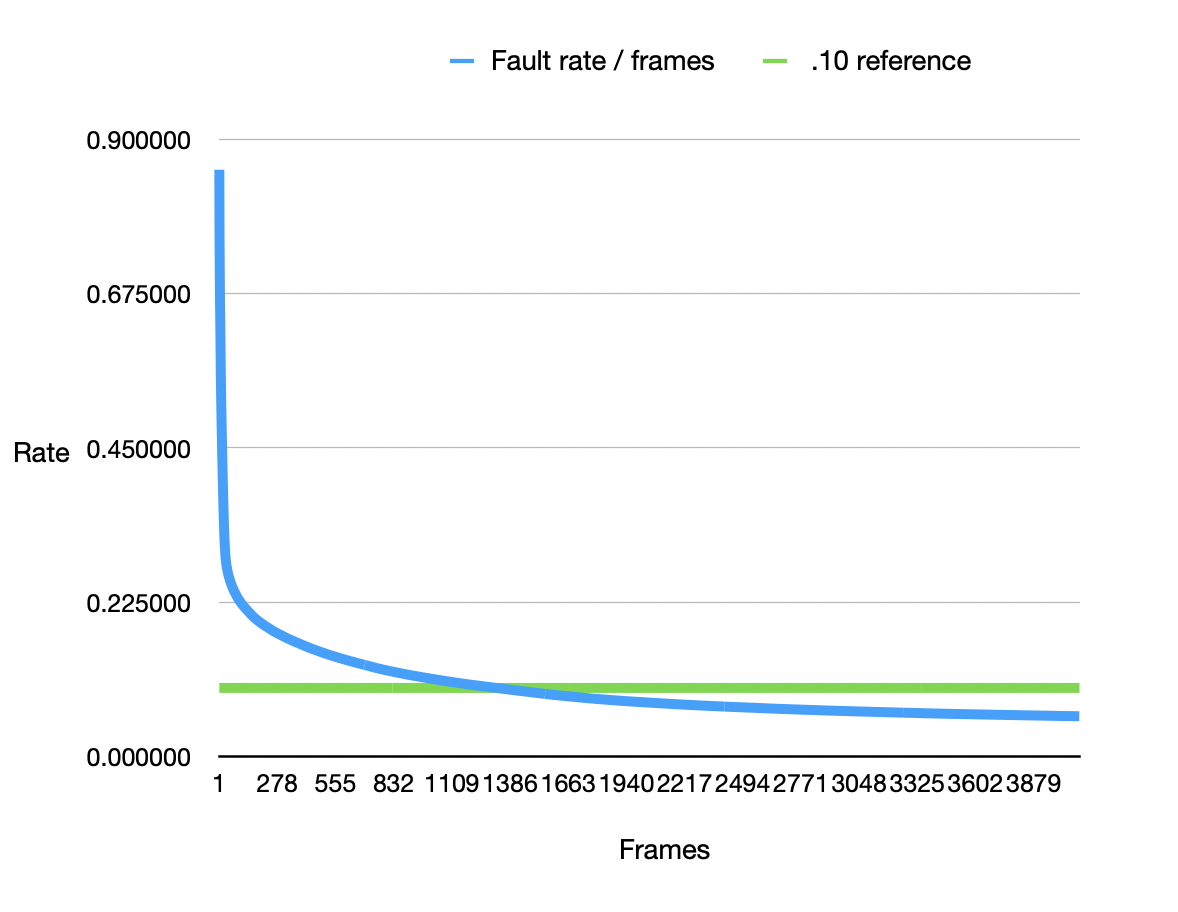 Fault rate / frames .10 reference
0.900000
0.675000
Rate 0.450000
0.225000
0.000000
1 278 555 832 1109 1386 1663 1940 2217 2494 2771 3048 3325 3602 3879
Frames